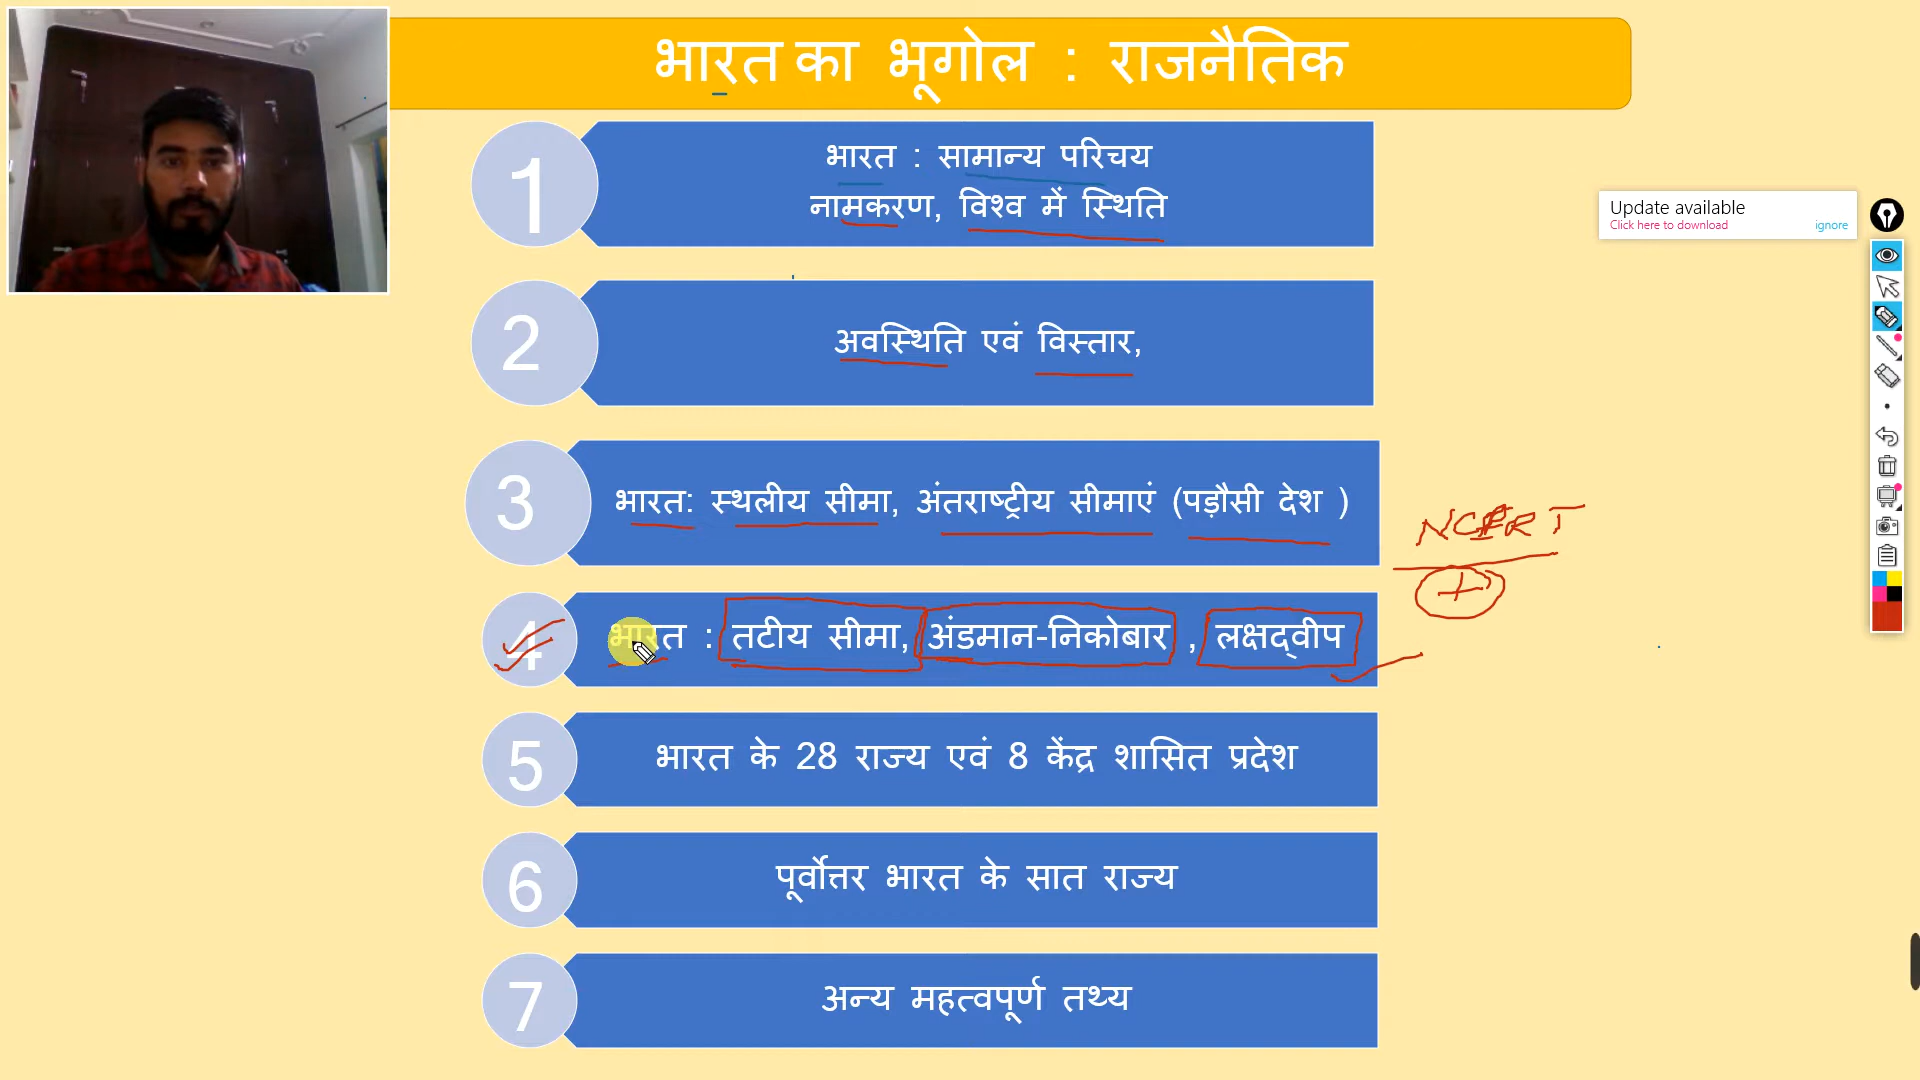 भारत का भूगोल : राजनैतिक
1
भारत : सामान्य परिचय
नामकरण, विश्व में स्थिति
Update available
Click here to download ignore
2
अवस्थिति एवं विस्तार,
3
भारत: स्थलीय सीमा, अंतराष्ट्रीय सीमाएं (पड़ौसी देश )
NCERT
+
4
भारत : तटीय सीमा, अंडमान-निकोबार , लक्षद्वीप
5
भारत के 28 राज्य एवं 8 केंद्र शासित प्रदेश
6
पूर्वोत्तर भारत के सात राज्य
7
अन्य महत्वपूर्ण तथ्य